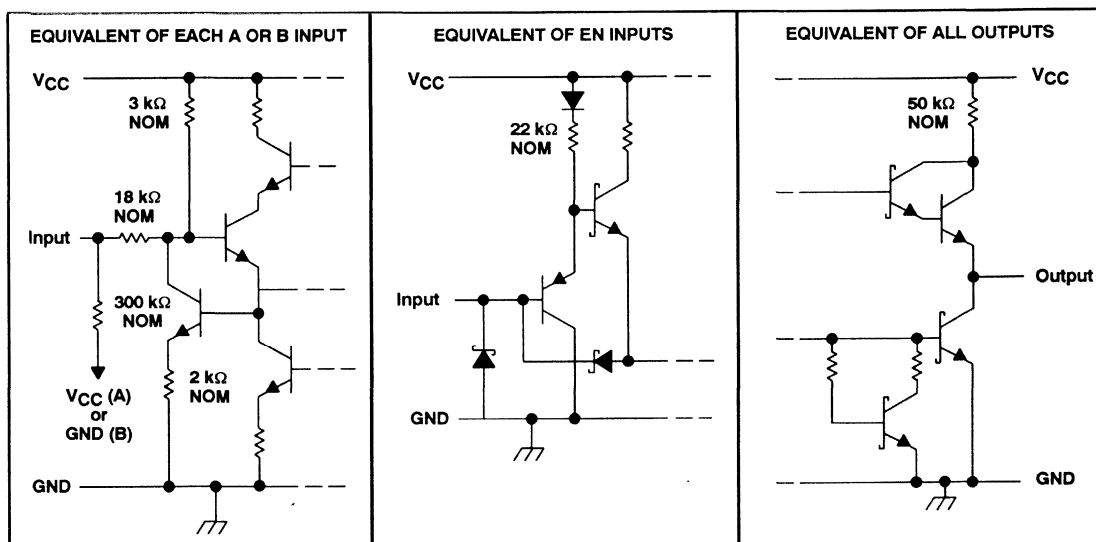 EQUIVALENT OF EACH A OR B INPUT
VCC
3 kΩ
NOM
18 kΩ
NOM
Input
300 kΩ
NOM
2 kΩ
NOM
VCC (A)
or
GND (B)
GND
EQUIVALENT OF EN INPUTS
VCC
22 kΩ
NOM
Input
GND
EQUIVALENT OF ALL OUTPUTS
VCC
50 kΩ
NOM
Output
GND